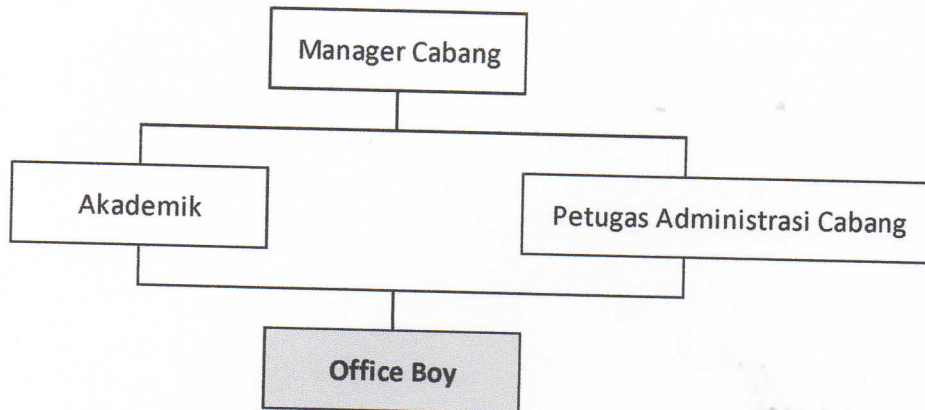 Manager Cabang
Akademik
Petugas Administrasi Cabang
Office Boy